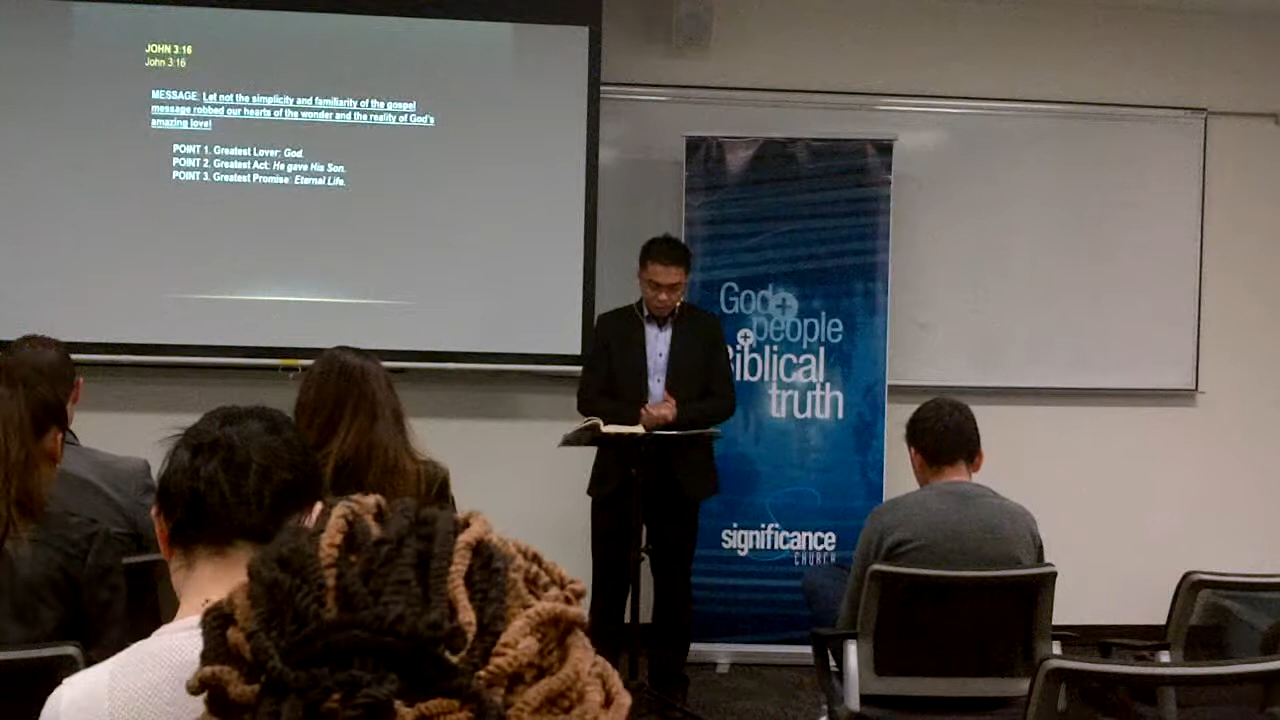 JOHN 3:16
John 3:16
MESSAGE: Let not the simplicity and familiarity of the gospel
message robbed our hearts of the wonder and the reality of God's
amazing love!
POINT 1. Greatest Lover: God.
POINT 2. Greatest Act: He gave His Son.
POINT 3. Greatest Promise: Eternal Life.
God+
people
+
Biblical
truth
significance
CHURCH